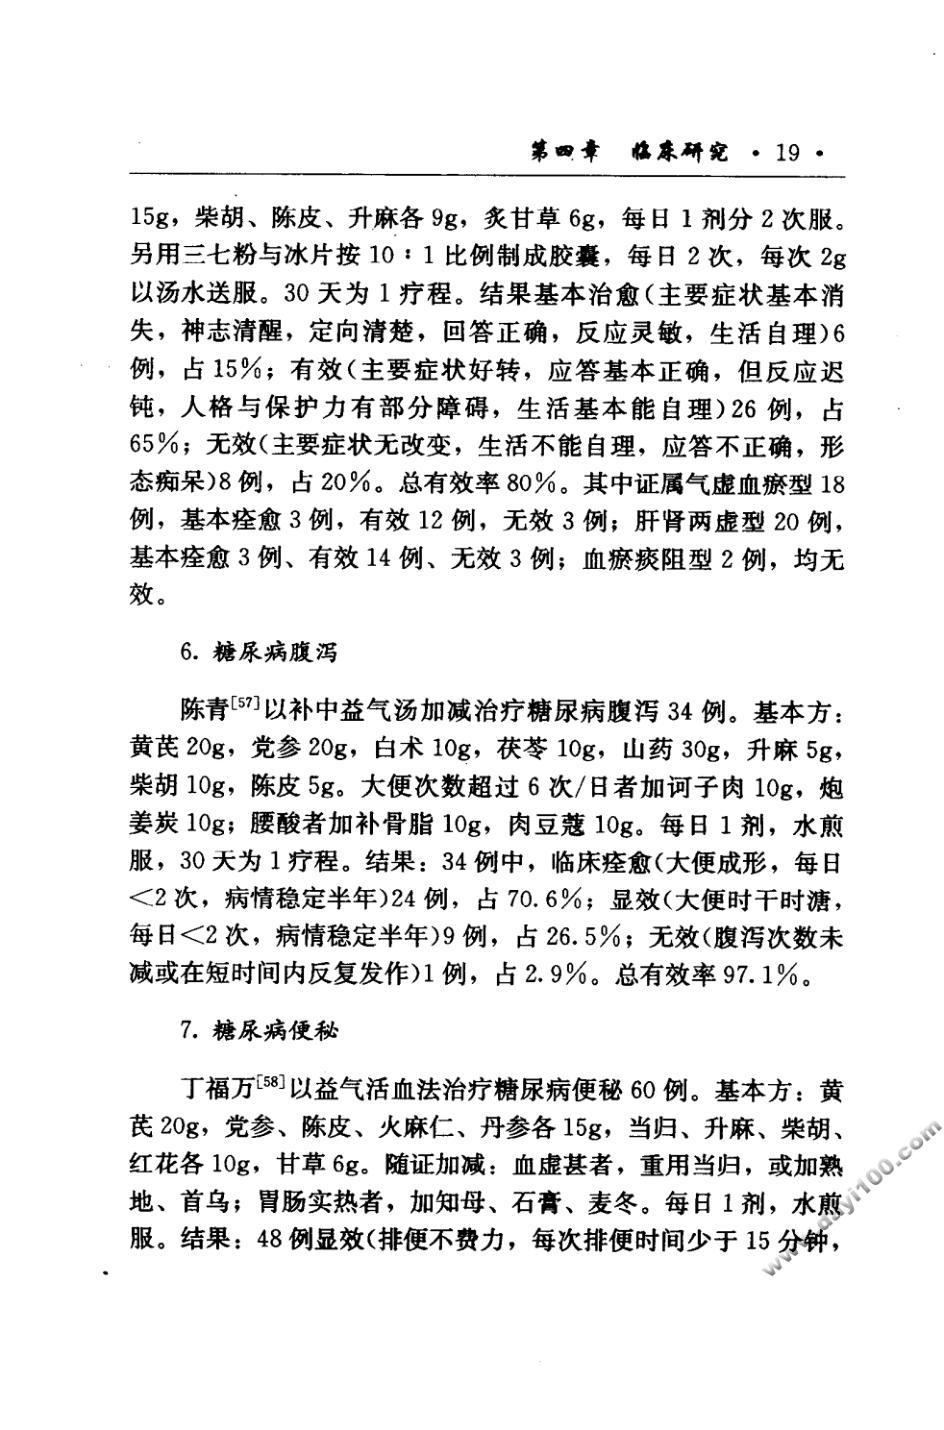 第四章 临床研究 · 19 ·
15g，柴胡、陈皮、升麻各 9g，炙甘草 6g，每日 1 剂分 2 次服。
另用三七粉与冰片按 10∶1 比例制成胶囊，每日 2 次，每次 2g
以汤水送服。30 天为 1 疗程。结果基本治愈（主要症状基本消
失，神志清醒，定向清楚，回答正确，反应灵敏，生活自理）6
例，占 15%；有效（主要症状好转，应答基本正确，但反应迟
钝，人格与保护力有部分障碍，生活基本能自理）26 例，占
65%；无效（主要症状无改变，生活不能自理，应答不正确，形
态痴呆）8 例，占 20%。总有效率 80%。其中证属气虚血瘀型 18
例，基本痊愈 3 例，有效 12 例，无效 3 例；肝肾两虚型 20 例，
基本痊愈 3 例、有效 14 例、无效 3 例；血瘀痰阻型 2 例，均无
效。
6. 糖尿病腹泻
陈青[57]以补中益气汤加减治疗糖尿病腹泻 34 例。基本方：
黄芪 20g，党参 20g，白术 10g，茯苓 10g，山药 30g，升麻 5g，
柴胡 10g，陈皮 5g。大便次数超过 6 次/日者加诃子肉 10g，炮
姜炭 10g；腰酸者加补骨脂 10g，肉豆蔻 10g。每日 1 剂，水煎
服，30 天为 1 疗程。结果：34 例中，临床痊愈（大便成形，每日
<2 次，病情稳定半年）24 例，占 70.6%；显效（大便时干时溏，
每日<2 次，病情稳定半年）9 例，占 26.5%；无效（腹泻次数未
减或在短时间内反复发作）1 例，占 2.9%。总有效率 97.1%。
7. 糖尿病便秘
丁福万[58]以益气活血法治疗糖尿病便秘 60 例。基本方：黄
芪 20g，党参、陈皮、火麻仁、丹参各 15g，当归、升麻、柴胡、
红花各 10g，甘草 6g。随证加减：血虚甚者，重用当归，或加熟
地、首乌；胃肠实热者，加知母、石膏、麦冬。每日 1 剂，水煎
服。结果：48 例显效（排便不费力，每次排便时间少于 15 分钟，